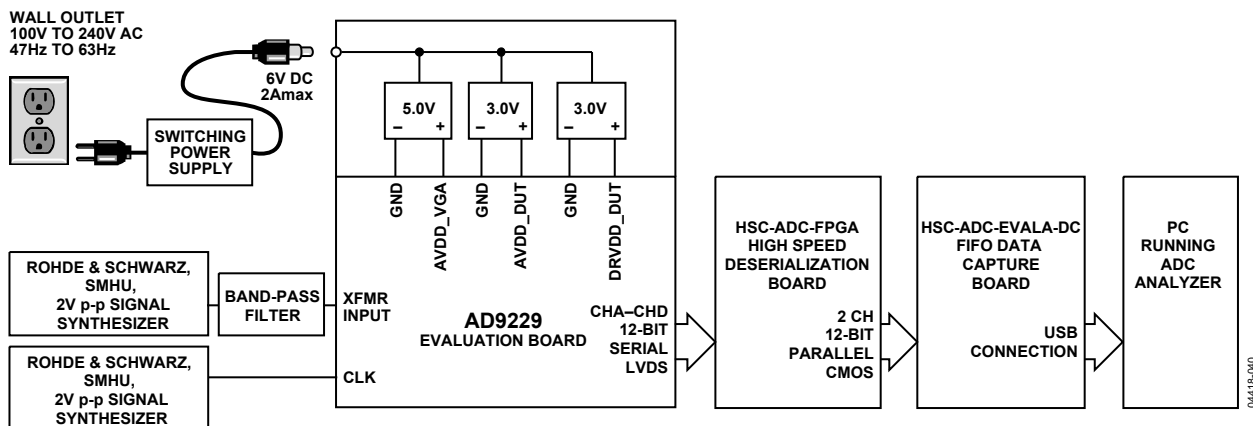 WALL OUTLET
100V TO 240V AC
47Hz TO 63Hz
6V DC
2Amax
SWITCHING
POWER
SUPPLY
5.0V
– +
3.0V
– +
3.0V
– +
GND
AVDD_VGA
GND
AVDD_DUT
GND
DRVDD_DUT
ROHDE & SCHWARZ,
SMHU,
2V p-p SIGNAL
SYNTHESIZER
BAND-PASS
FILTER
XFMR
INPUT
AD9229
EVALUATION BOARD
CHA–CHD
12-BIT
SERIAL
LVDS
ROHDE & SCHWARZ,
SMHU,
2V p-p SIGNAL
SYNTHESIZER
CLK
HSC-ADC-FPGA
HIGH SPEED
DESERIALIZATION
BOARD
2 CH
12-BIT
PARALLEL
CMOS
HSC-ADC-EVALA-DC
FIFO DATA
CAPTURE
BOARD
USB
CONNECTION
PC
RUNNING
ADC
ANALYZER
04418-040